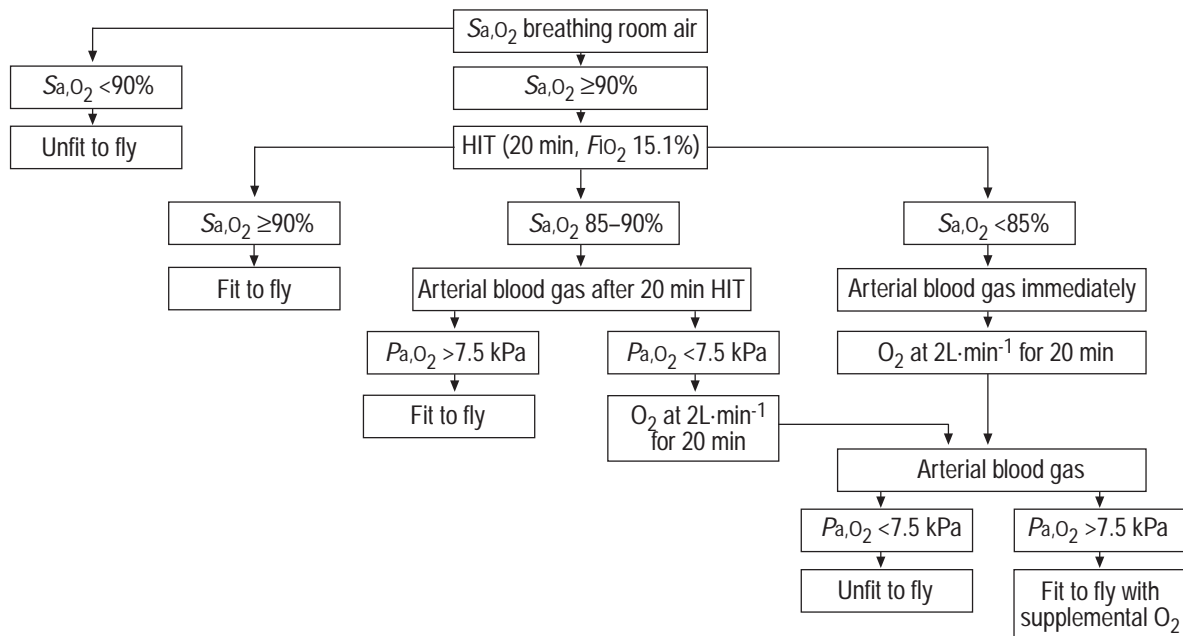 Sa,O2 breathing room air
Sa,O2 <90%
Sa,O2 ≥90%
Unfit to fly
HIT (20 min, FIO2 15.1%)
Sa,O2 ≥90%
Sa,O2 85–90%
Sa,O2 <85%
Fit to fly
Arterial blood gas after 20 min HIT
Arterial blood gas immediately
Pa,O2 >7.5 kPa
Pa,O2 <7.5 kPa
O2 at 2L·min-1 for 20 min
Fit to fly
O2 at 2L·min-1
for 20 min
Arterial blood gas
Pa,O2 <7.5 kPa
Pa,O2 >7.5 kPa
Unfit to fly
Fit to fly with
supplemental O2